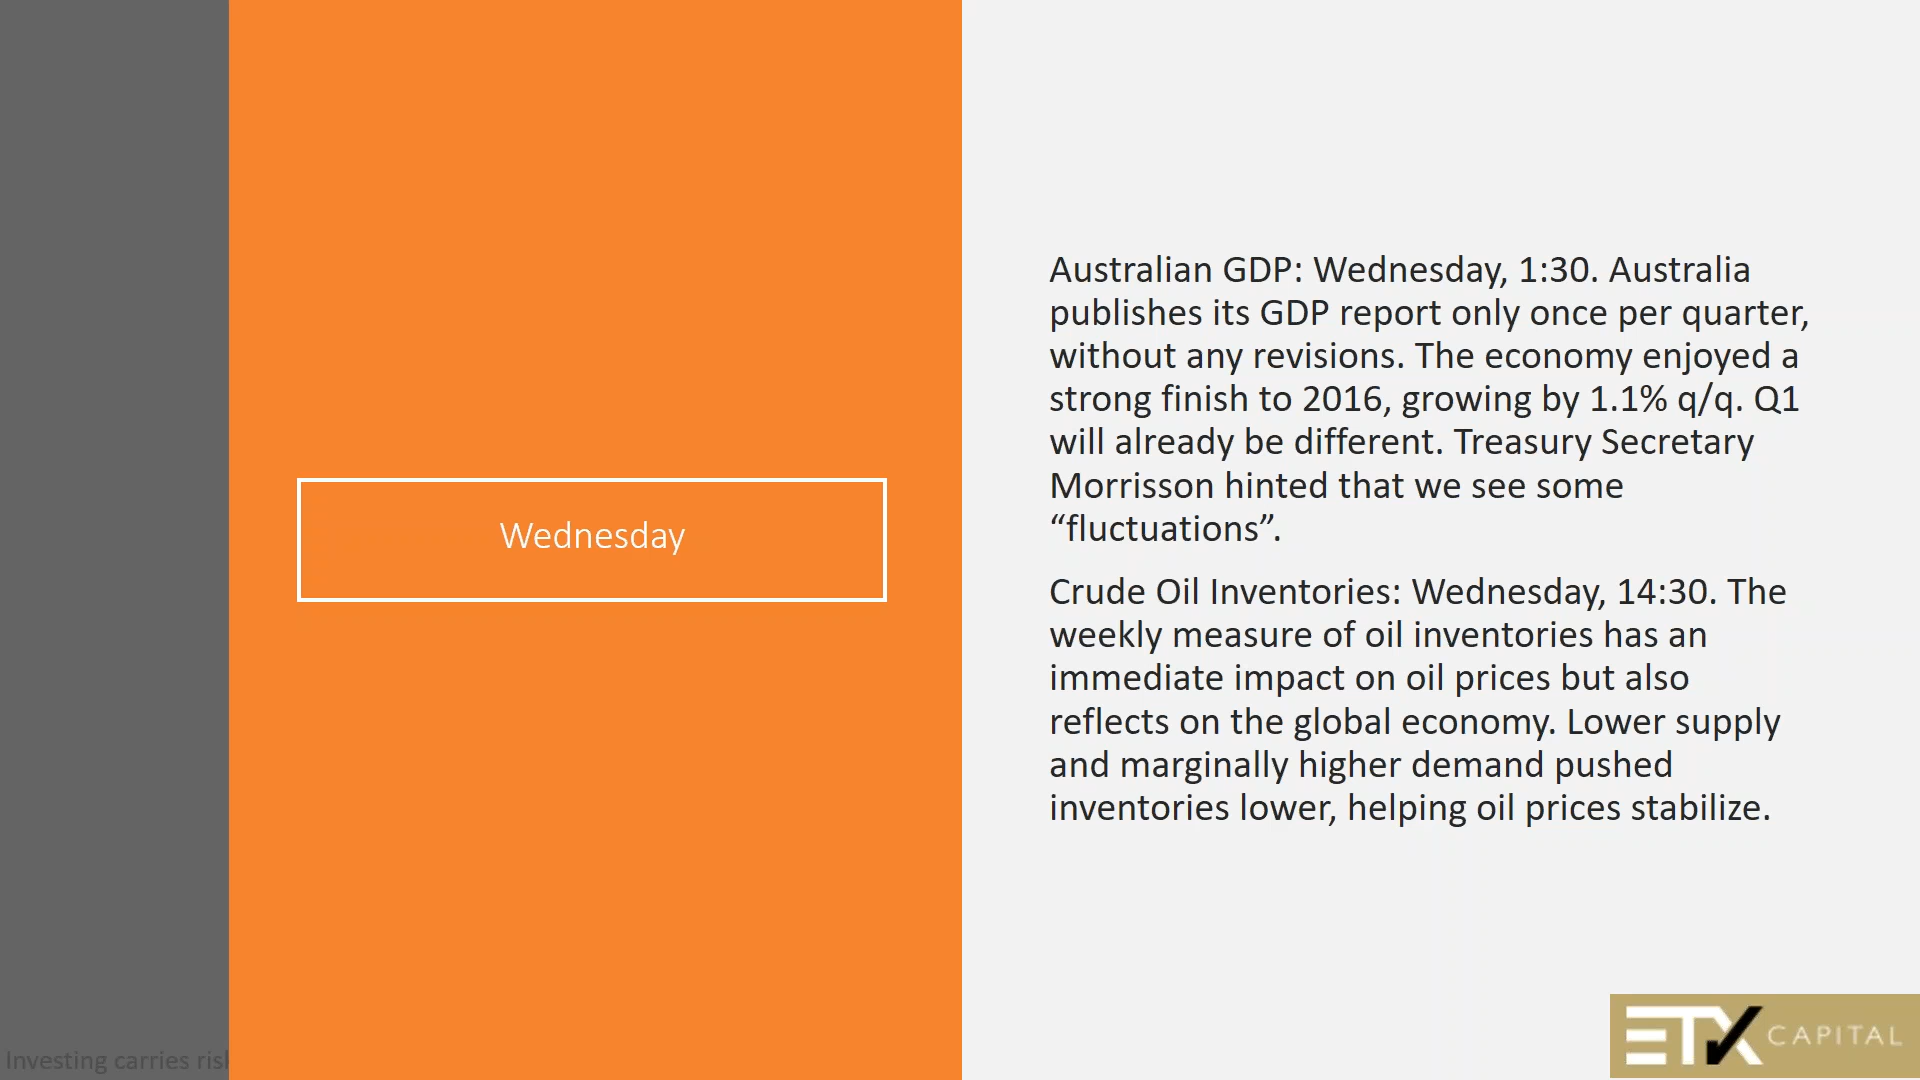 Wednesday
Australian GDP: Wednesday, 1:30. Australia
publishes its GDP report only once per quarter,
without any revisions. The economy enjoyed a
strong finish to 2016, growing by 1.1% q/q. Q1
will already be different. Treasury Secretary
Morrisson hinted that we see some
“fluctuations”.
Crude Oil Inventories: Wednesday, 14:30. The
weekly measure of oil inventories has an
immediate impact on oil prices but also
reflects on the global economy. Lower supply
and marginally higher demand pushed
inventories lower, helping oil prices stabilize.
Investing carries risk
ETX CAPITAL